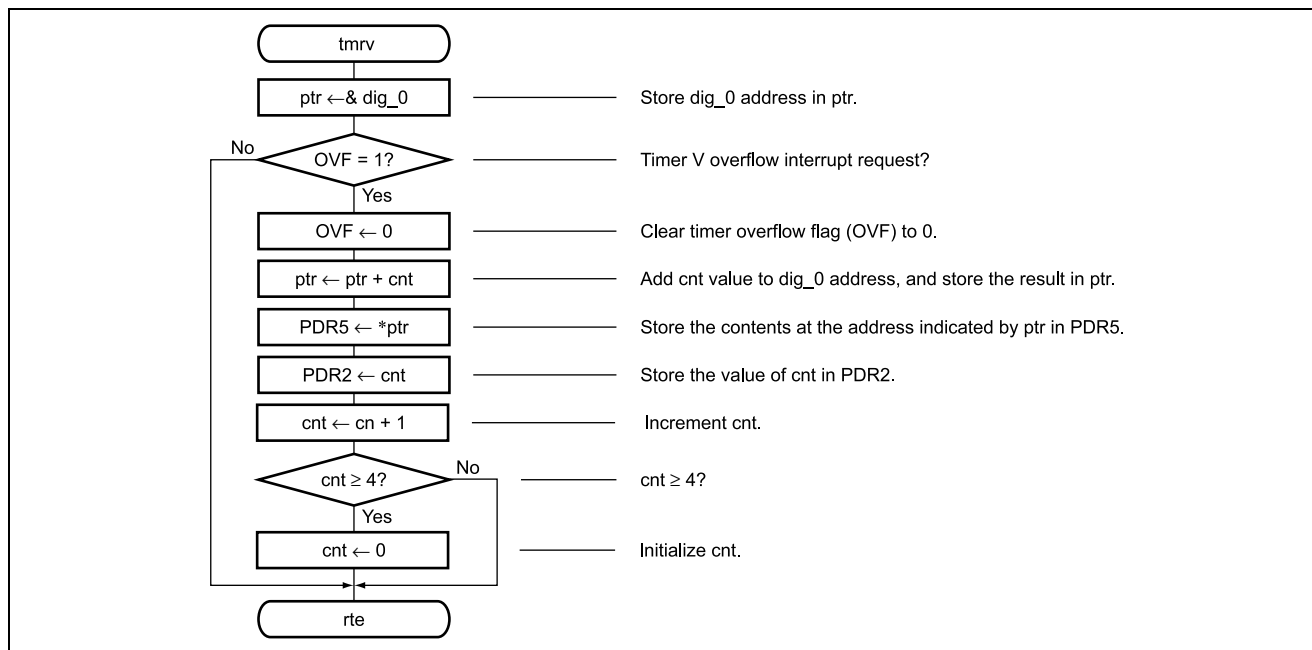 tmrv
ptr ←& dig_0 Store dig_0 address in ptr.
No
OVF = 1? Timer V overflow interrupt request?
Yes
OVF ← 0 Clear timer overflow flag (OVF) to 0.
ptr ← ptr + cnt Add cnt value to dig_0 address, and store the result in ptr.
PDR5 ← *ptr Store the contents at the address indicated by ptr in PDR5.
PDR2 ← cnt Store the value of cnt in PDR2.
cnt ← cn + 1 Increment cnt.
No
cnt ≥ 4? cnt ≥ 4?
Yes
cnt ← 0 Initialize cnt.
rte